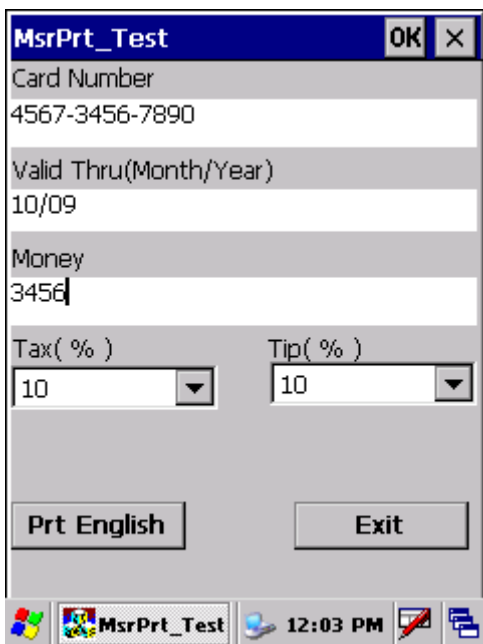 MsrPrt_Test OK
Card Number
4567-3456-7890
Valid Thru(Month/Year)
10/09
Money
3456
Tax( % ) Tip( % )
10 10
Prt English Exit
MsrPrt_Test 12:03 PM